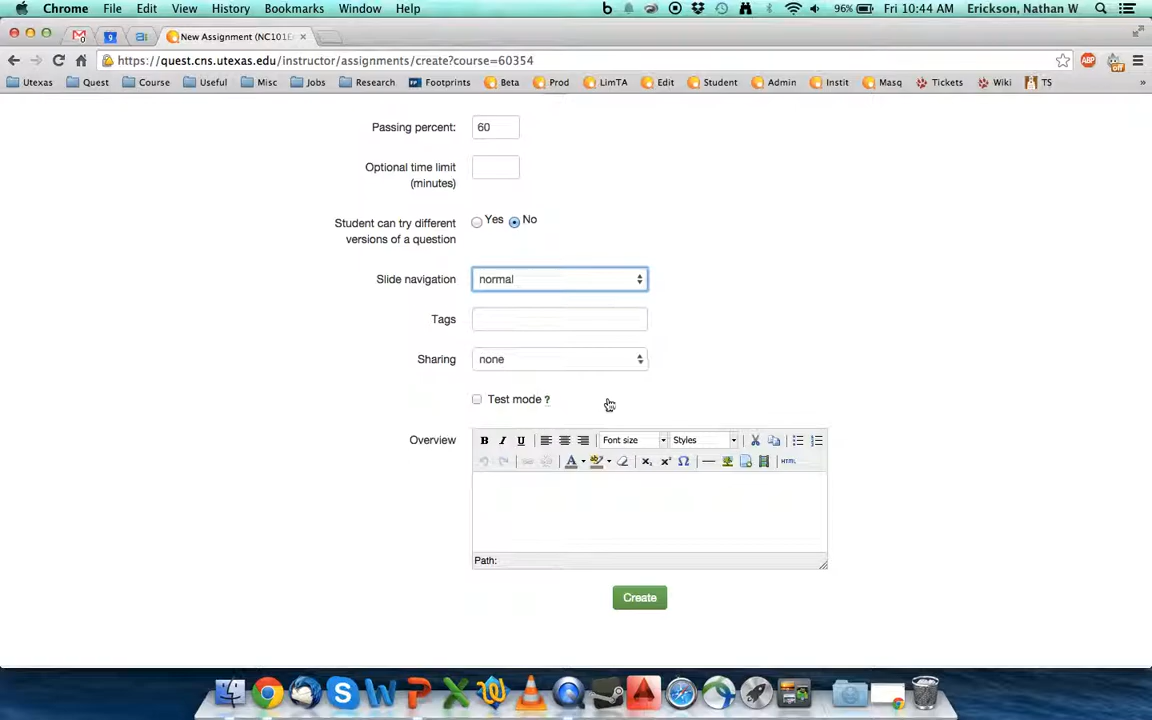 Chrome File Edit View History Bookmarks Window Help 96% Fri 10:44 AM Erickson, Nathan W
New Assignment (NC101
https://quest.cns.utexas.edu/instructor/assignments/create?course=60354
Utexas Quest Course Useful Misc Jobs Research Footprints Beta Prod LimTA Edit Student Admin Instit Masq Tickets Wiki TS »
Passing percent: 60
Optional time limit
(minutes)
Student can try different
versions of a question
Yes No
Slide navigation normal
Tags
Sharing none
Test mode ?
Overview B I U Font size Styles
HTML
Path:
Create